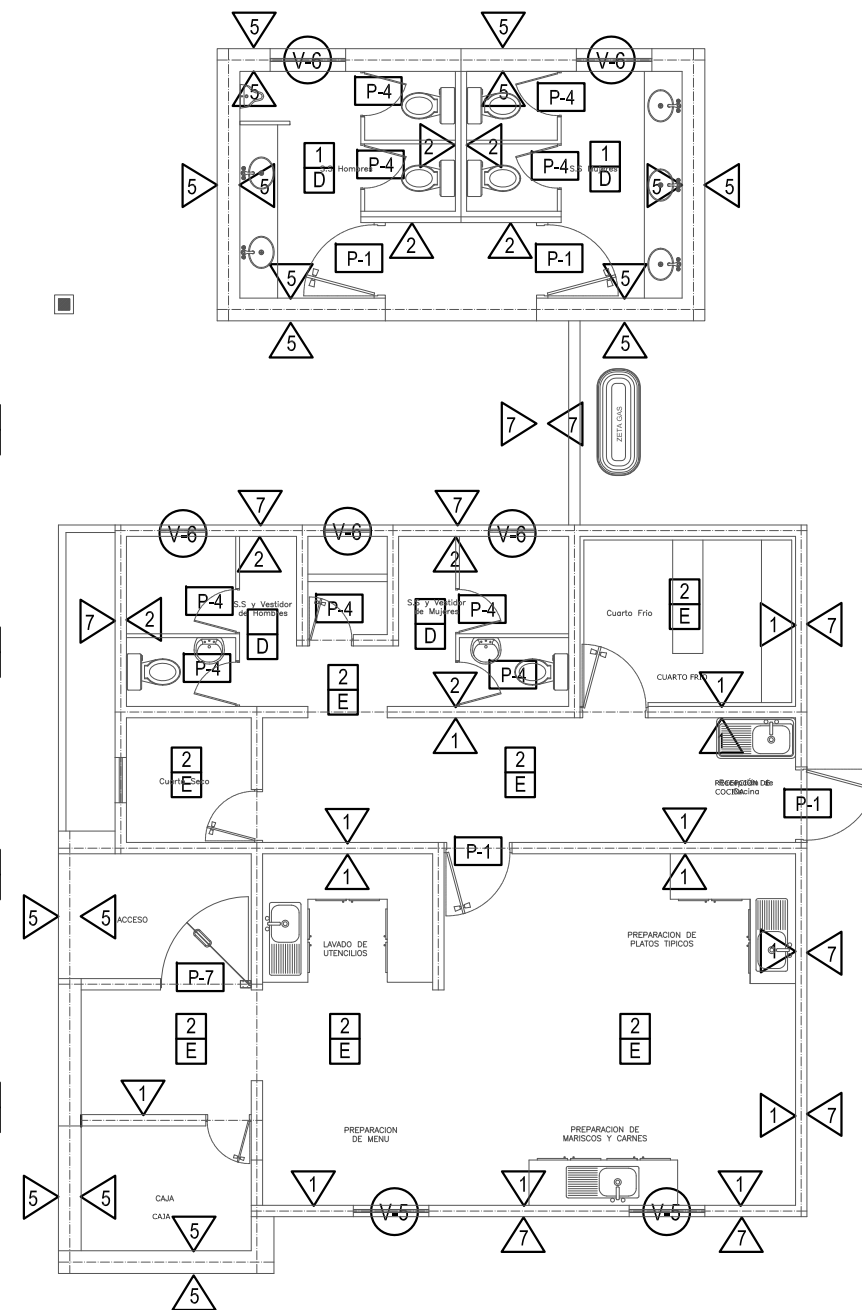 5
5
V-6
V-6
5
5
P-4
P-4
2
2
1
D
S.S Hombres
P-4
P-4
1
D
S.S Mujeres
5
5
5
5
2
2
P-1
P-1
5
5
5
5
7
7
ZETA GAS
7
7
V-6
V-6
V-6
2
2
P-4
S.S y Vestidor
de Hombres
D
P-4
S.S y Vestidor
de Mujeres
D
P-4
2
E
Cuarto Frio
7
2
1
7
P-4
2
E
2
P-4
CUARTO FRIO
1
1
1
2
E
Cuarto Seco
2
E
COCINA
Cocina
P-1
1
1
P-1
1
1
5
5
ACCESO
LAVADO DE
UTENCILIOS
PREPARACION DE
PLATOS TIPICOS
1
7
P-7
2
E
2
E
2
E
1
1
7
PREPARACION
DE MENU
PREPARACION DE
MARISCOS Y CARNES
5
5
CAJA
CAJA
1
1
1
V-5
V-5
5
7
7
5